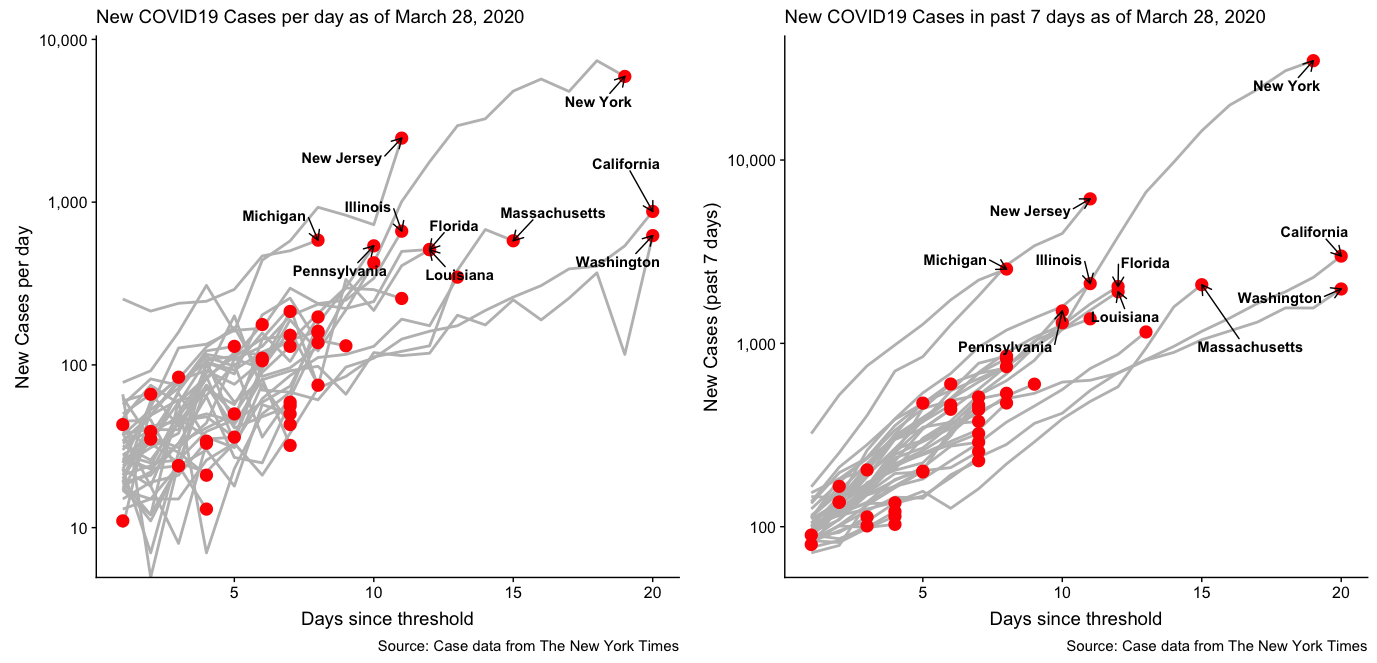 New COVID19 Cases per day as of March 28, 2020
10,000
1,000
100
10
New Cases per day
New York
New Jersey
California
Michigan
Illinois
Massachusetts
Florida
Pennsylvania
Louisiana
Washington
5
10
15
20
Days since threshold
Source: Case data from The New York Times
New COVID19 Cases in past 7 days as of March 28, 2020
10,000
1,000
100
New Cases (past 7 days)
New York
New Jersey
California
Michigan
Illinois
Florida
Washington
Louisiana
Pennsylvania
Massachusetts
5
10
15
20
Days since threshold
Source: Case data from The New York Times